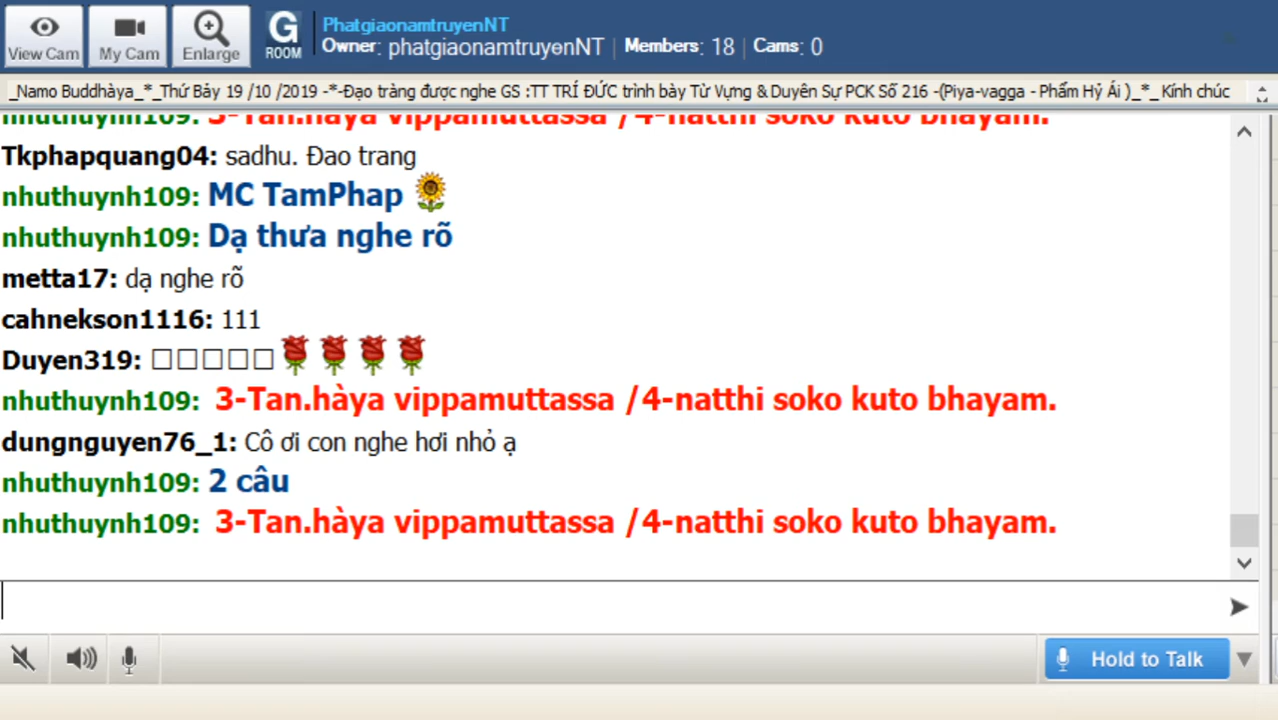 View Cam
My Cam
Enlarge
G
ROOM
PhatgiaonamtruyenNT
Owner: phatgiaonamtruyenNT | Members: 18 | Cams: 0
_Namo Buddhàya_*_Thứ Bảy 19 /10 /2019 -*-Đạo tràng được nghe GS :TT TRÍ ĐỨC trình bày Từ Vựng & Duyên Sự PCK Số 216 -(Piya-vagga - Phẩm Hỷ Ái )_*_Kính chúc
nhuthuynh109: 3-Tan.hàya vippamuttassa /4-natthi soko kuto bhayam.
Tkphapquang04: sadhu. Đao trang
nhuthuynh109: MC TamPhap
nhuthuynh109: Dạ thưa nghe rõ
metta17: dạ nghe rõ
cahnekson1116: 111
Duyen319: □□□□□
nhuthuynh109: 3-Tan.hàya vippamuttassa /4-natthi soko kuto bhayam.
dungnguyen76_1: Cô ơi con nghe hơi nhỏ ạ
nhuthuynh109: 2 câu
nhuthuynh109: 3-Tan.hàya vippamuttassa /4-natthi soko kuto bhayam.
Hold to Talk